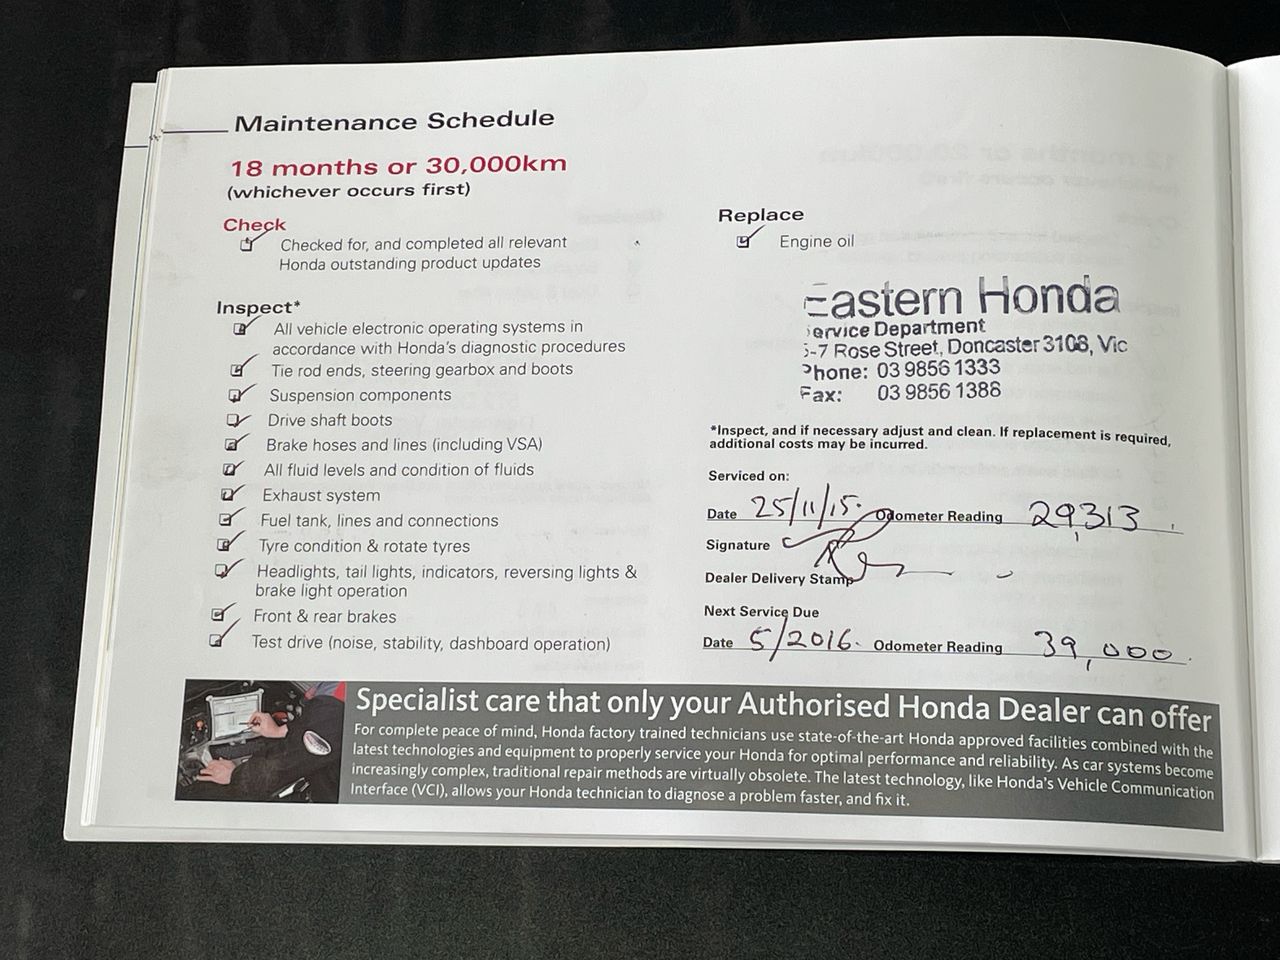 Maintenance Schedule
18 months or 30,000km
(whichever occurs first)
Check
Checked for, and completed all relevant
Honda outstanding product updates
Inspect*
All vehicle electronic operating systems in
accordance with Honda's diagnostic procedures
Tie rod ends, steering gearbox and boots
Suspension components
Drive shaft boots
Brake hoses and lines (including VSA)
All fluid levels and condition of fluids
Exhaust system
Fuel tank, lines and connections
Tyre condition & rotate tyres
Headlights, tail lights, indicators, reversing lights &
brake light operation
Front & rear brakes
Test drive (noise, stability, dashboard operation)
Replace
Engine oil
Eastern Honda
Service Department
5-7 Rose Street, Doncaster 3108, Vic
Phone: 03 9856 1333
Fax: 03 9856 1388
*Inspect, and if necessary adjust and clean. If replacement is required,
additional costs may be incurred.
Serviced on:
Date 25/11/15. Odometer Reading 29,313
Signature
Dealer Delivery Stamp
Next Service Due
Date 5/2016. Odometer Reading 39,000
Specialist care that only your Authorised Honda Dealer can offer
For complete peace of mind, Honda factory trained technicians use state-of-the-art Honda approved facilities combined with the
latest technologies and equipment to properly service your Honda for optimal performance and reliability. As car systems become
increasingly complex, traditional repair methods are virtually obsolete. The latest technology, like Honda's Vehicle Communication
Interface (VCI), allows your Honda technician to diagnose a problem faster, and fix it.